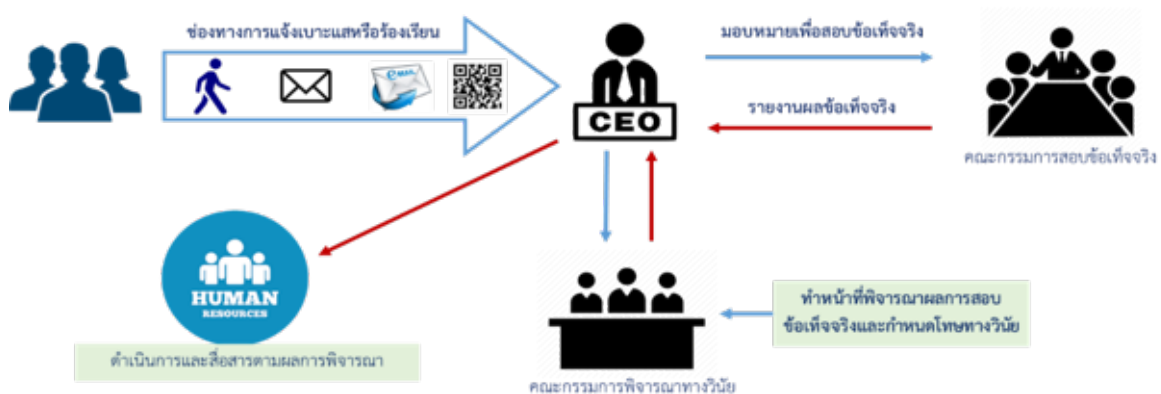 ช่องทางการแจ้งเบาะแสหรือร้องเรียน
e-MAIL
CEO
มอบหมายเพื่อสอบข้อเท็จจริง
รายงานผลข้อเท็จจริง
คณะกรรมการสอบข้อเท็จจริง
HUMAN
RESOURCES
ดำเนินการและสื่อสารตามผลการพิจารณา
ทำหน้าที่พิจารณาผลการสอบ
ข้อเท็จจริงและกำหนดโทษทางวินัย
คณะกรรมการพิจารณาทางวินัย